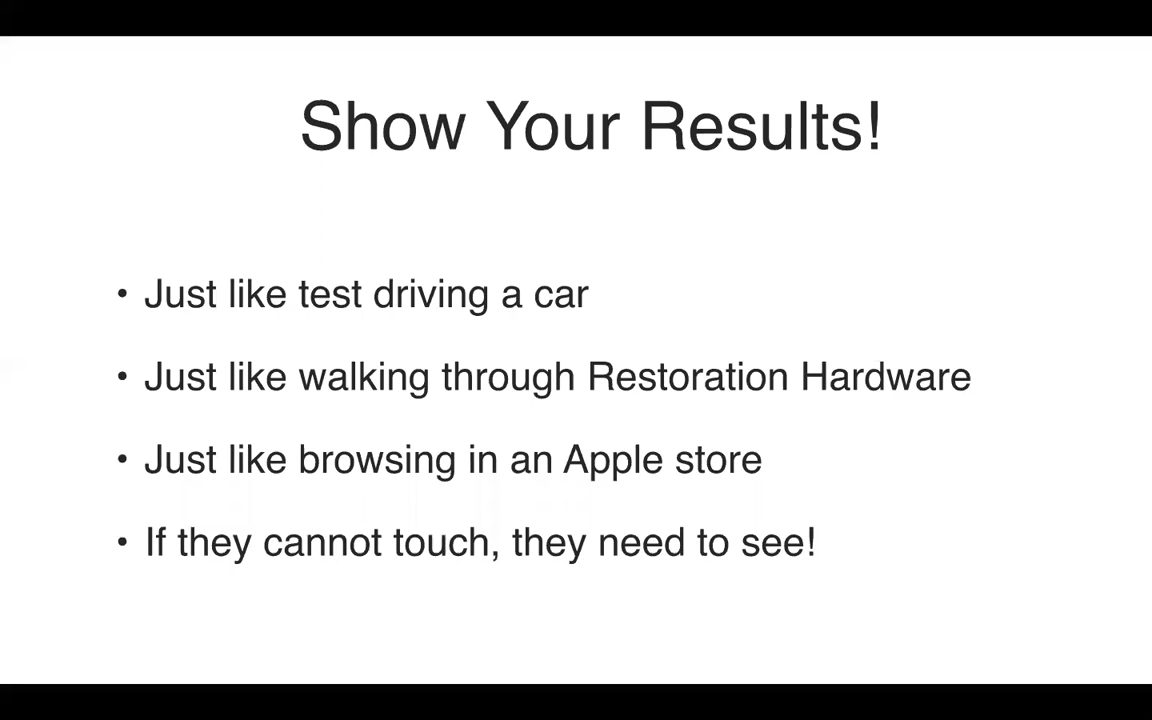 Show Your Results!
• Just like test driving a car
• Just like walking through Restoration Hardware
• Just like browsing in an Apple store
• If they cannot touch, they need to see!